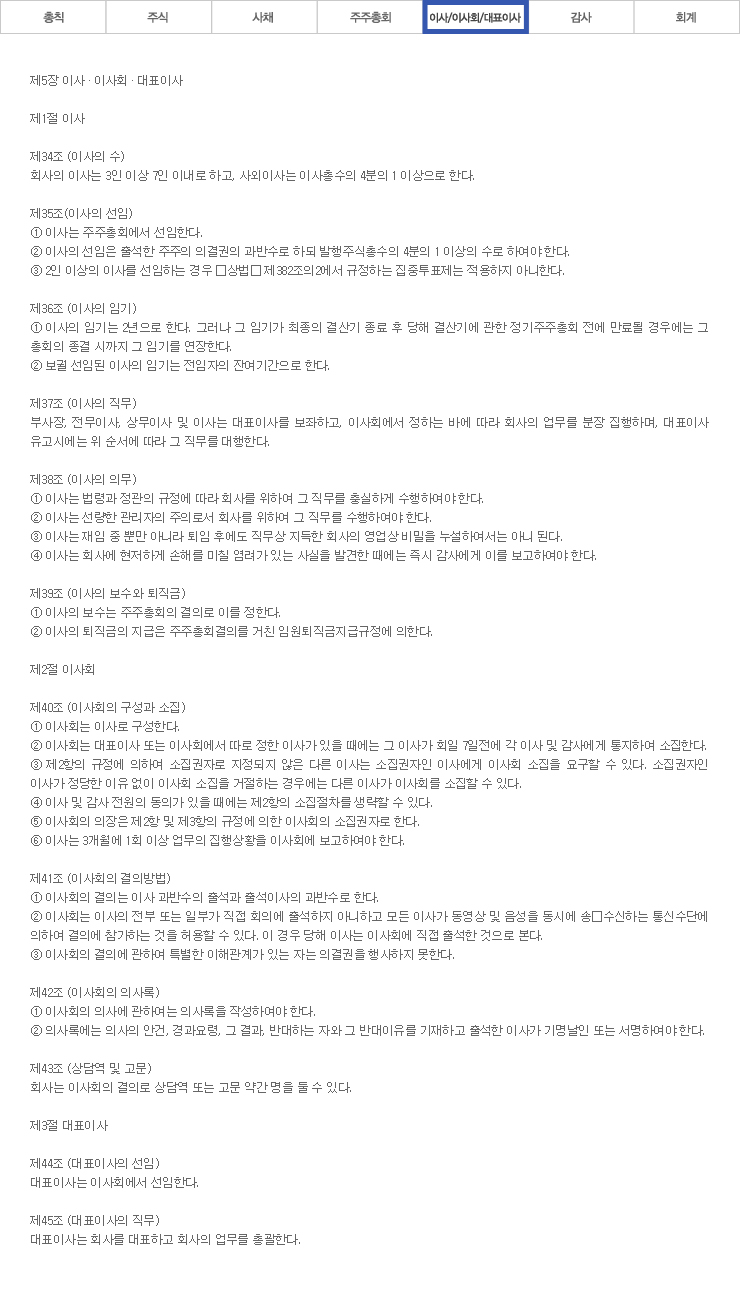 총칙 주식 사채 주주총회 이사/이사회/대표이사 감사 회계
제5장 이사 · 이사회 · 대표이사
제1절 이사
제34조 (이사의 수)
회사의 이사는 3인 이상 7인 이내로 하고, 사외이사는 이사총수의 4분의 1 이상으로 한다.
제35조(이사의 선임)
① 이사는 주주총회에서 선임한다.
② 이사의 선임은 출석한 주주의 의결권의 과반수로 하되 발행주식총수의 4분의 1 이상의 수로 하여야 한다.
③ 2인 이상의 이사를 선임하는 경우 □상법□ 제382조의2에서 규정하는 집중투표제는 적용하지 아니한다.
제36조 (이사의 임기)
① 이사의 임기는 2년으로 한다. 그러나 그 임기가 최종의 결산기 종료 후 당해 결산기에 관한 정기주주총회 전에 만료될 경우에는 그
총회의 종결 시까지 그 임기를 연장한다.
② 보궐 선임된 이사의 임기는 전임자의 잔여기간으로 한다.
제37조 (이사의 직무)
부사장, 전무이사, 상무이사 및 이사는 대표이사를 보좌하고, 이사회에서 정하는 바에 따라 회사의 업무를 분장 집행하며, 대표이사
유고시에는 위 순서에 따라 그 직무를 대행한다.
제38조 (이사의 의무)
① 이사는 법령과 정관의 규정에 따라 회사를 위하여 그 직무를 충실하게 수행하여야 한다.
② 이사는 선량한 관리자의 주의로서 회사를 위하여 그 직무를 수행하여야 한다.
③ 이사는 재임 중 뿐만 아니라 퇴임 후에도 직무상 지득한 회사의 영업상 비밀을 누설하여서는 아니 된다.
④ 이사는 회사에 현저하게 손해를 미칠 염려가 있는 사실을 발견한 때에는 즉시 감사에게 이를 보고하여야 한다.
제39조 (이사의 보수와 퇴직금)
① 이사의 보수는 주주총회의 결의로 이를 정한다.
② 이사의 퇴직금의 지급은 주주총회결의를 거친 임원퇴직금지급규정에 의한다.
제2절 이사회
제40조 (이사회의 구성과 소집)
① 이사회는 이사로 구성한다.
② 이사회는 대표이사 또는 이사회에서 따로 정한 이사가 있을 때에는 그 이사가 회일 7일전에 각 이사 및 감사에게 통지하여 소집한다.
③ 제2항의 규정에 의하여 소집권자로 지정되지 않은 다른 이사는 소집권자인 이사에게 이사회 소집을 요구할 수 있다. 소집권자인
이사가 정당한 이유 없이 이사회 소집을 거절하는 경우에는 다른 이사가 이사회를 소집할 수 있다.
④ 이사 및 감사 전원의 동의가 있을 때에는 제2항의 소집절차를 생략할 수 있다.
⑤ 이사회의 의장은 제2항 및 제3항의 규정에 의한 이사회의 소집권자로 한다.
⑥ 이사는 3개월에 1회 이상 업무의 집행상황을 이사회에 보고하여야 한다.
제41조 (이사회의 결의방법)
① 이사회의 결의는 이사 과반수의 출석과 출석이사의 과반수로 한다.
② 이사회는 이사의 전부 또는 일부가 직접 회의에 출석하지 아니하고 모든 이사가 동영상 및 음성을 동시에 송□수신하는 통신수단에
의하여 결의에 참가하는 것을 허용할 수 있다. 이 경우 당해 이사는 이사회에 직접 출석한 것으로 본다.
③ 이사회의 결의에 관하여 특별한 이해관계가 있는 자는 의결권을 행사하지 못한다.
제42조 (이사회의 의사록)
① 이사회의 의사에 관하여는 의사록을 작성하여야 한다.
② 의사록에는 의사의 안건, 경과요령, 그 결과, 반대하는 자와 그 반대이유를 기재하고 출석한 이사가 기명날인 또는 서명하여야 한다.
제43조 (상담역 및 고문)
회사는 이사회의 결의로 상담역 또는 고문 약간 명을 둘 수 있다.
제3절 대표이사
제44조 (대표이사의 선임)
대표이사는 이사회에서 선임한다.
제45조 (대표이사의 직무)
대표이사는 회사를 대표하고 회사의 업무를 총괄한다.